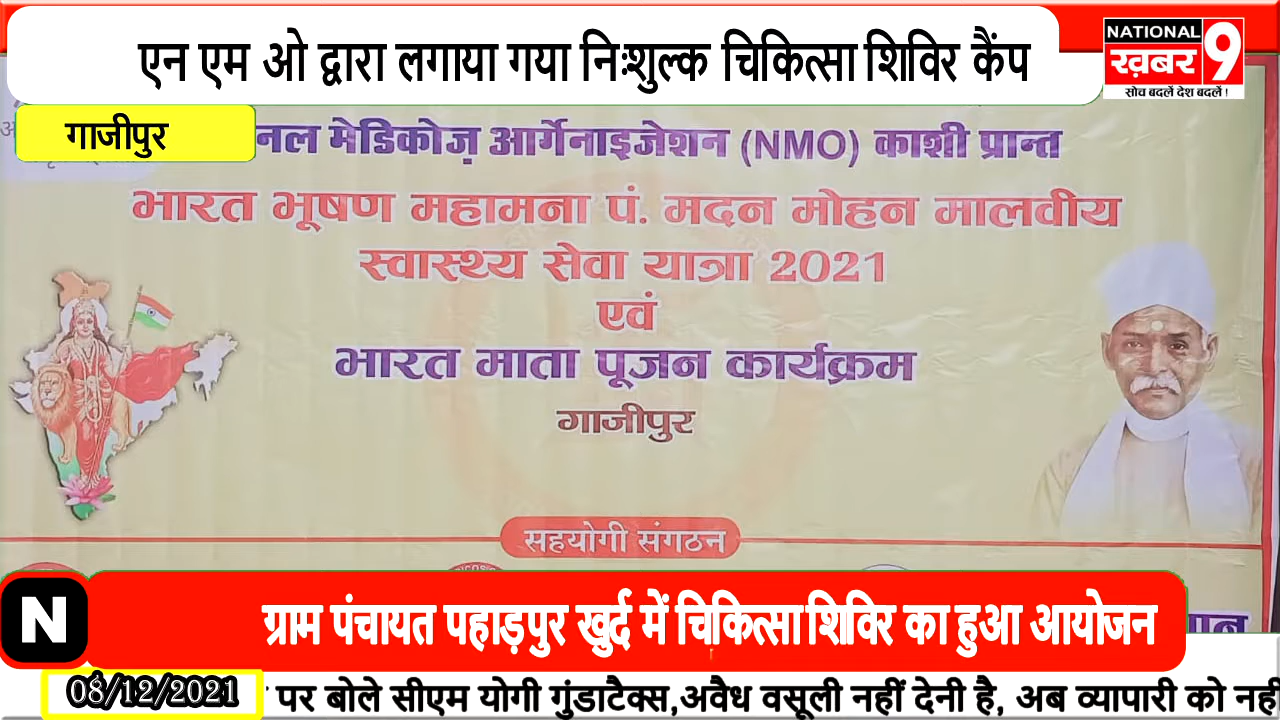 एन एम ओ द्वारा लगाया गया निःशुल्क चिकित्सा शिविर कैंप
NATIONAL
ख़बर 9
सोच बदलें देश बदलें !
गाजीपुर
मेडिकोज़ आर्गेनाइजेशन (NMO) काशी प्रान्त
भारत भूषण महामना पं. मदन मोहन मालवीय
स्वास्थ्य सेवा यात्रा 2021
एवं
भारत माता पूजन कार्यक्रम
गाजीपुर
सहयोगी संगठन
N
ग्राम पंचायत पहाड़पुर खुर्द में चिकित्सा शिविर का हुआ आयोजन
08/12/2021
पर बोले सीएम योगी गुंडाटैक्स,अवैध वसूली नहीं देनी है, अब व्यापारी को नहीं